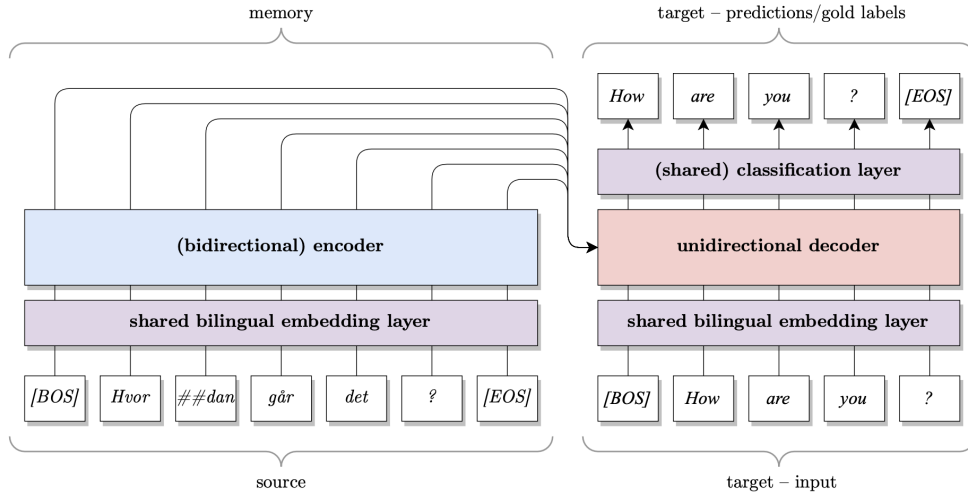 memory
target – predictions/gold labels
How are you ? [EOS]
(shared) classification layer
(bidirectional) encoder
unidirectional decoder
shared bilingual embedding layer
shared bilingual embedding layer
[BOS] Hvor ##dan går det ? [EOS]
[BOS] How are you ?
source
target – input